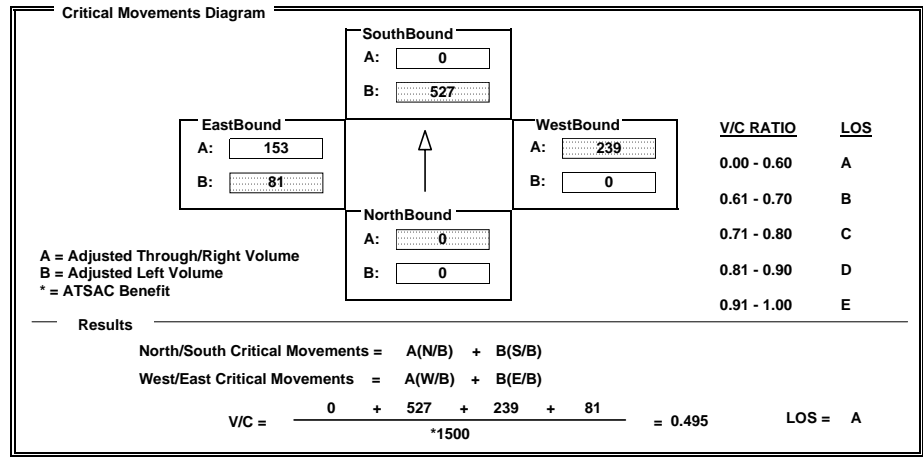 Critical Movements Diagram
SouthBound
A: 0
B: 527
EastBound
A: 153
B: 81
WestBound
A: 239
B: 0
NorthBound
A: 0
B: 0
V/C RATIO LOS
0.00 - 0.60 A
0.61 - 0.70 B
0.71 - 0.80 C
0.81 - 0.90 D
0.91 - 1.00 E
A = Adjusted Through/Right Volume
B = Adjusted Left Volume
* = ATSAC Benefit
Results
North/South Critical Movements = A(N/B) + B(S/B)
West/East Critical Movements = A(W/B) + B(E/B)
V/C = 0 + 527 + 239 + 81 = 0.495 LOS = A
*1500